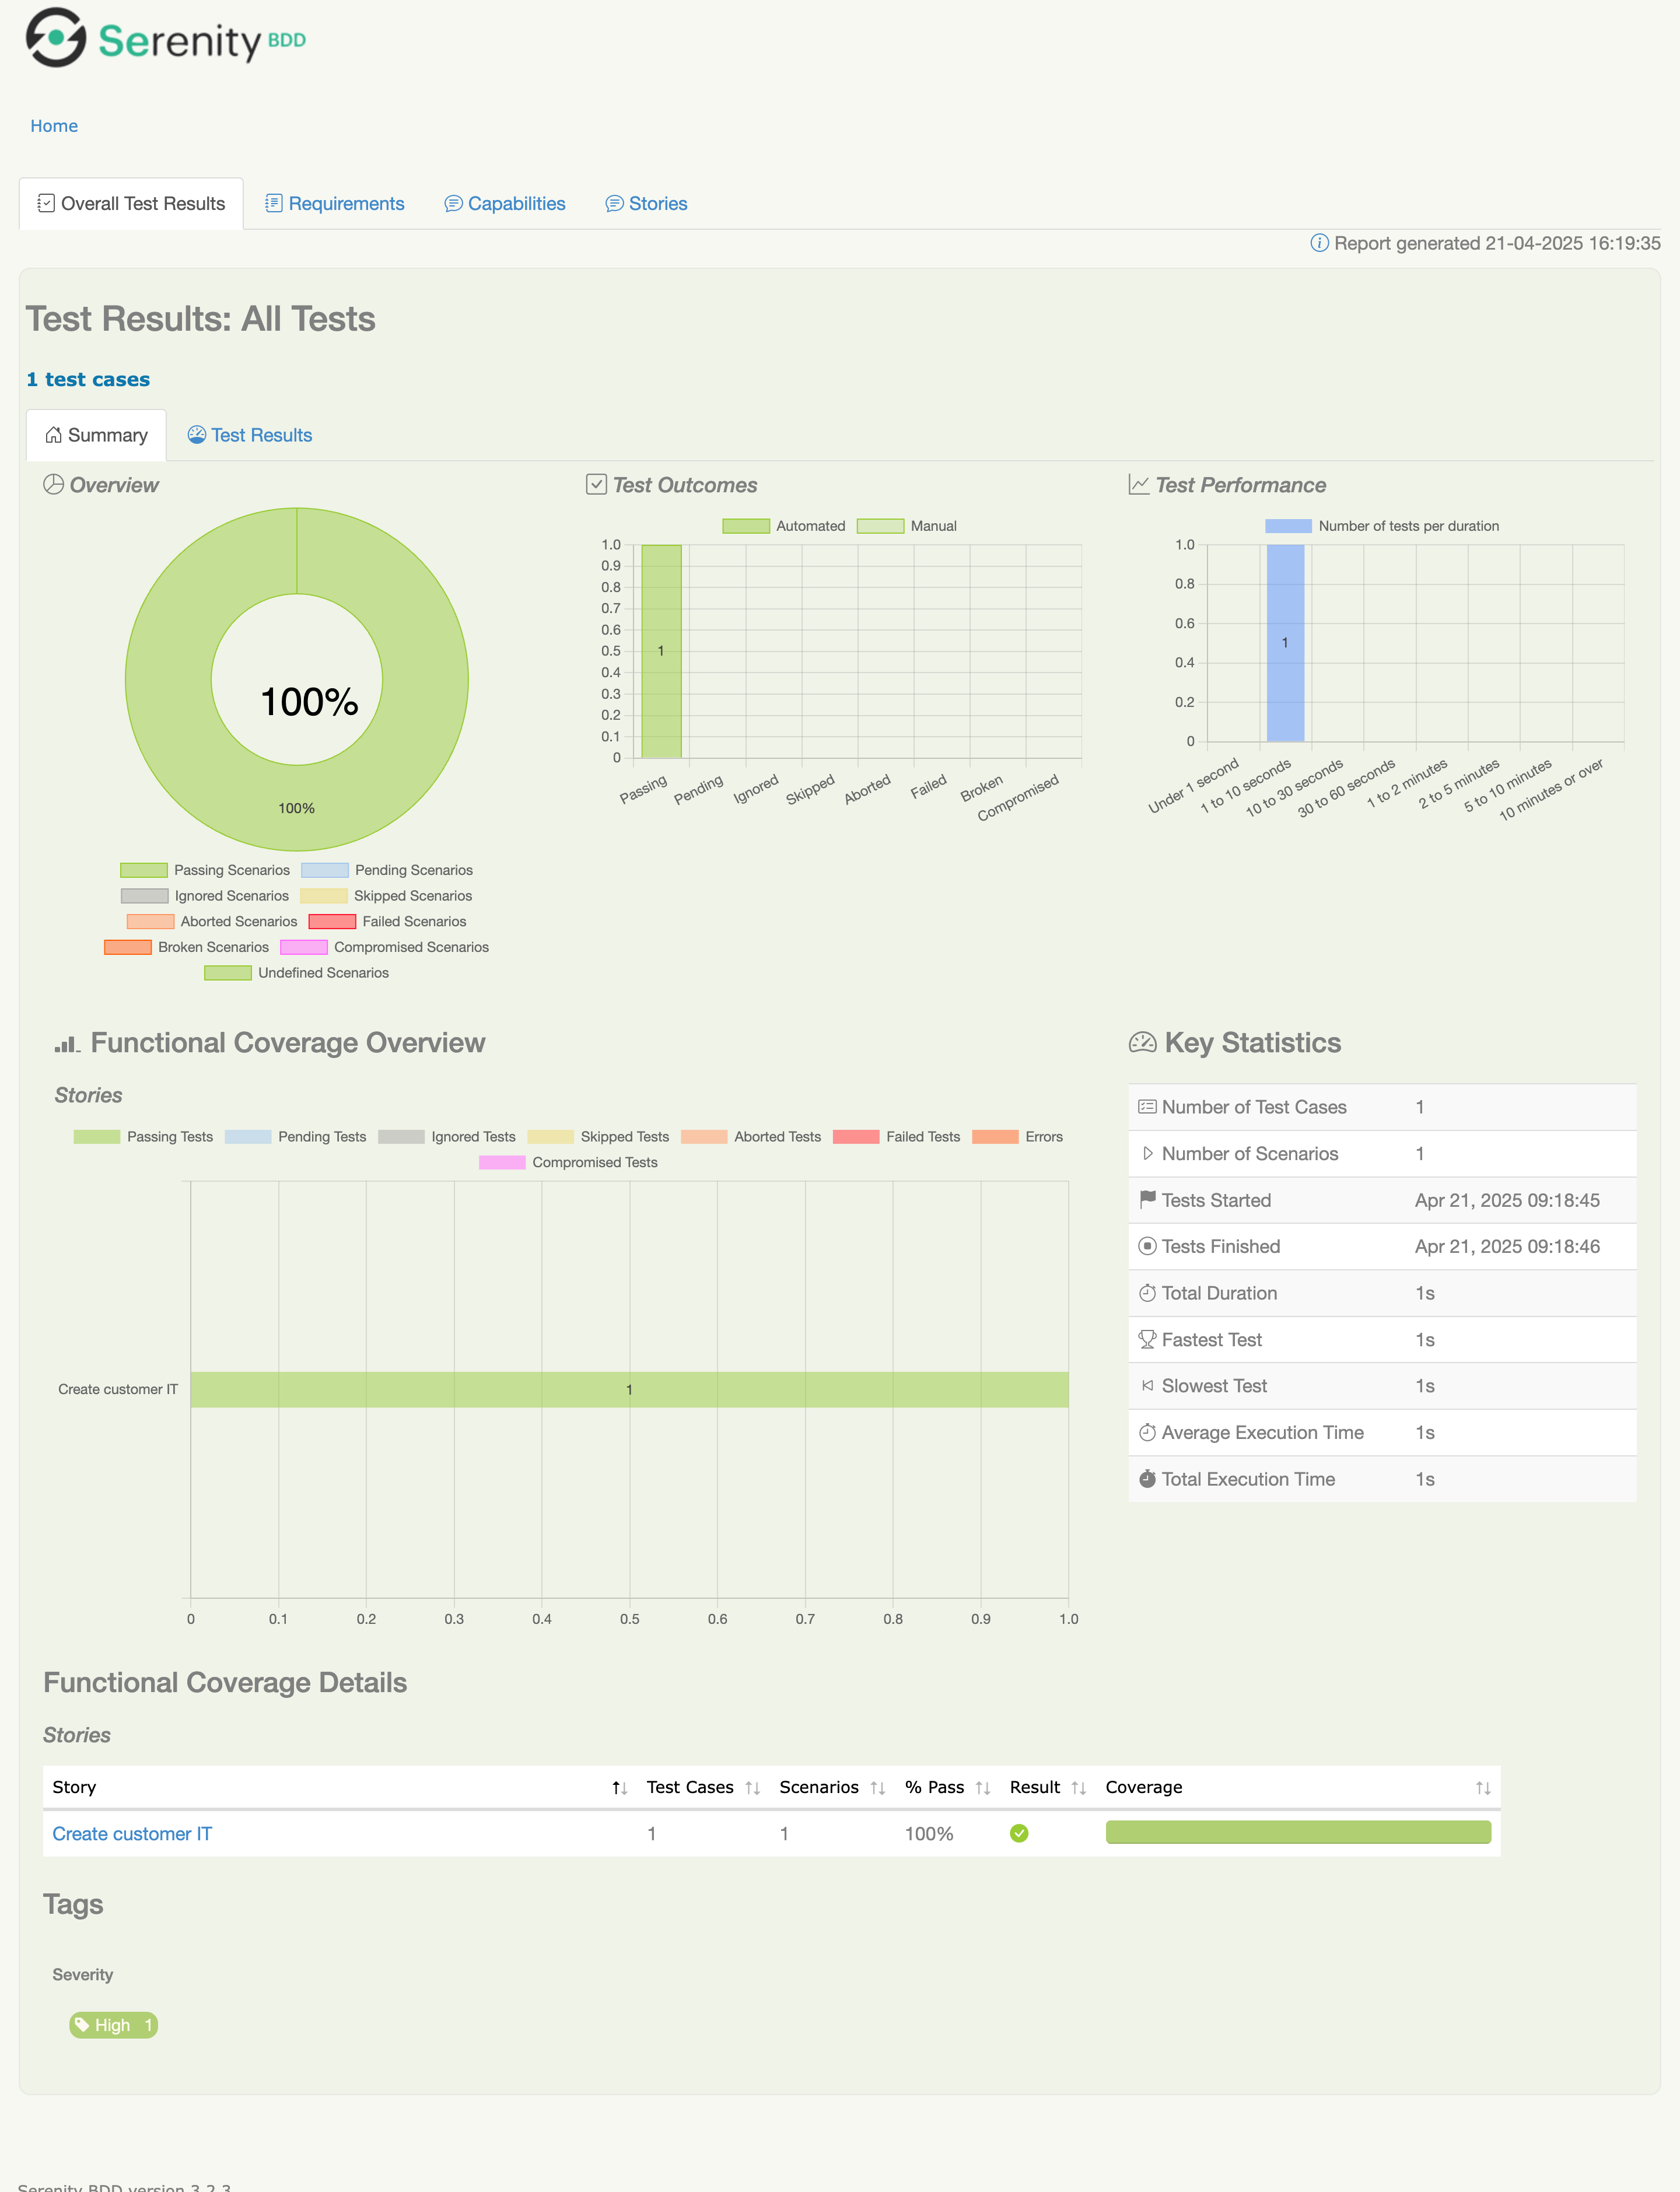 Serenity BDD
Home
Overall Test Results Requirements Capabilities Stories
Report generated 21-04-2025 16:19:35
Test Results: All Tests
1 test cases
Summary Test Results
Overview
100%
100%
Passing Scenarios Pending Scenarios
Ignored Scenarios Skipped Scenarios
Aborted Scenarios Failed Scenarios
Broken Scenarios Compromised Scenarios
Undefined Scenarios
Test Outcomes
Automated Manual
1.0
0.9
0.8
0.7
0.6
0.5
0.4
0.3
0.2
0.1
0
1
Passing Pending Ignored Skipped Aborted Failed Broken Compromised
Test Performance
Number of tests per duration
1.0
0.8
0.6
0.4
0.2
0
1
Under 1 second 1 to 10 seconds 10 to 30 seconds 30 to 60 seconds 1 to 2 minutes 2 to 5 minutes 5 to 10 minutes 10 minutes or over
Functional Coverage Overview
Stories
Passing Tests Pending Tests Ignored Tests Skipped Tests Aborted Tests Failed Tests Errors
Compromised Tests
Create customer IT 1
0 0.1 0.2 0.3 0.4 0.5 0.6 0.7 0.8 0.9 1.0
Key Statistics
Number of Test Cases 1
Number of Scenarios 1
Tests Started Apr 21, 2025 09:18:45
Tests Finished Apr 21, 2025 09:18:46
Total Duration 1s
Fastest Test 1s
Slowest Test 1s
Average Execution Time 1s
Total Execution Time 1s
Functional Coverage Details
Stories
Story Test Cases Scenarios % Pass Result Coverage
Create customer IT 1 1 100%
Tags
Severity
High 1
Serenity BDD version 3.2.3